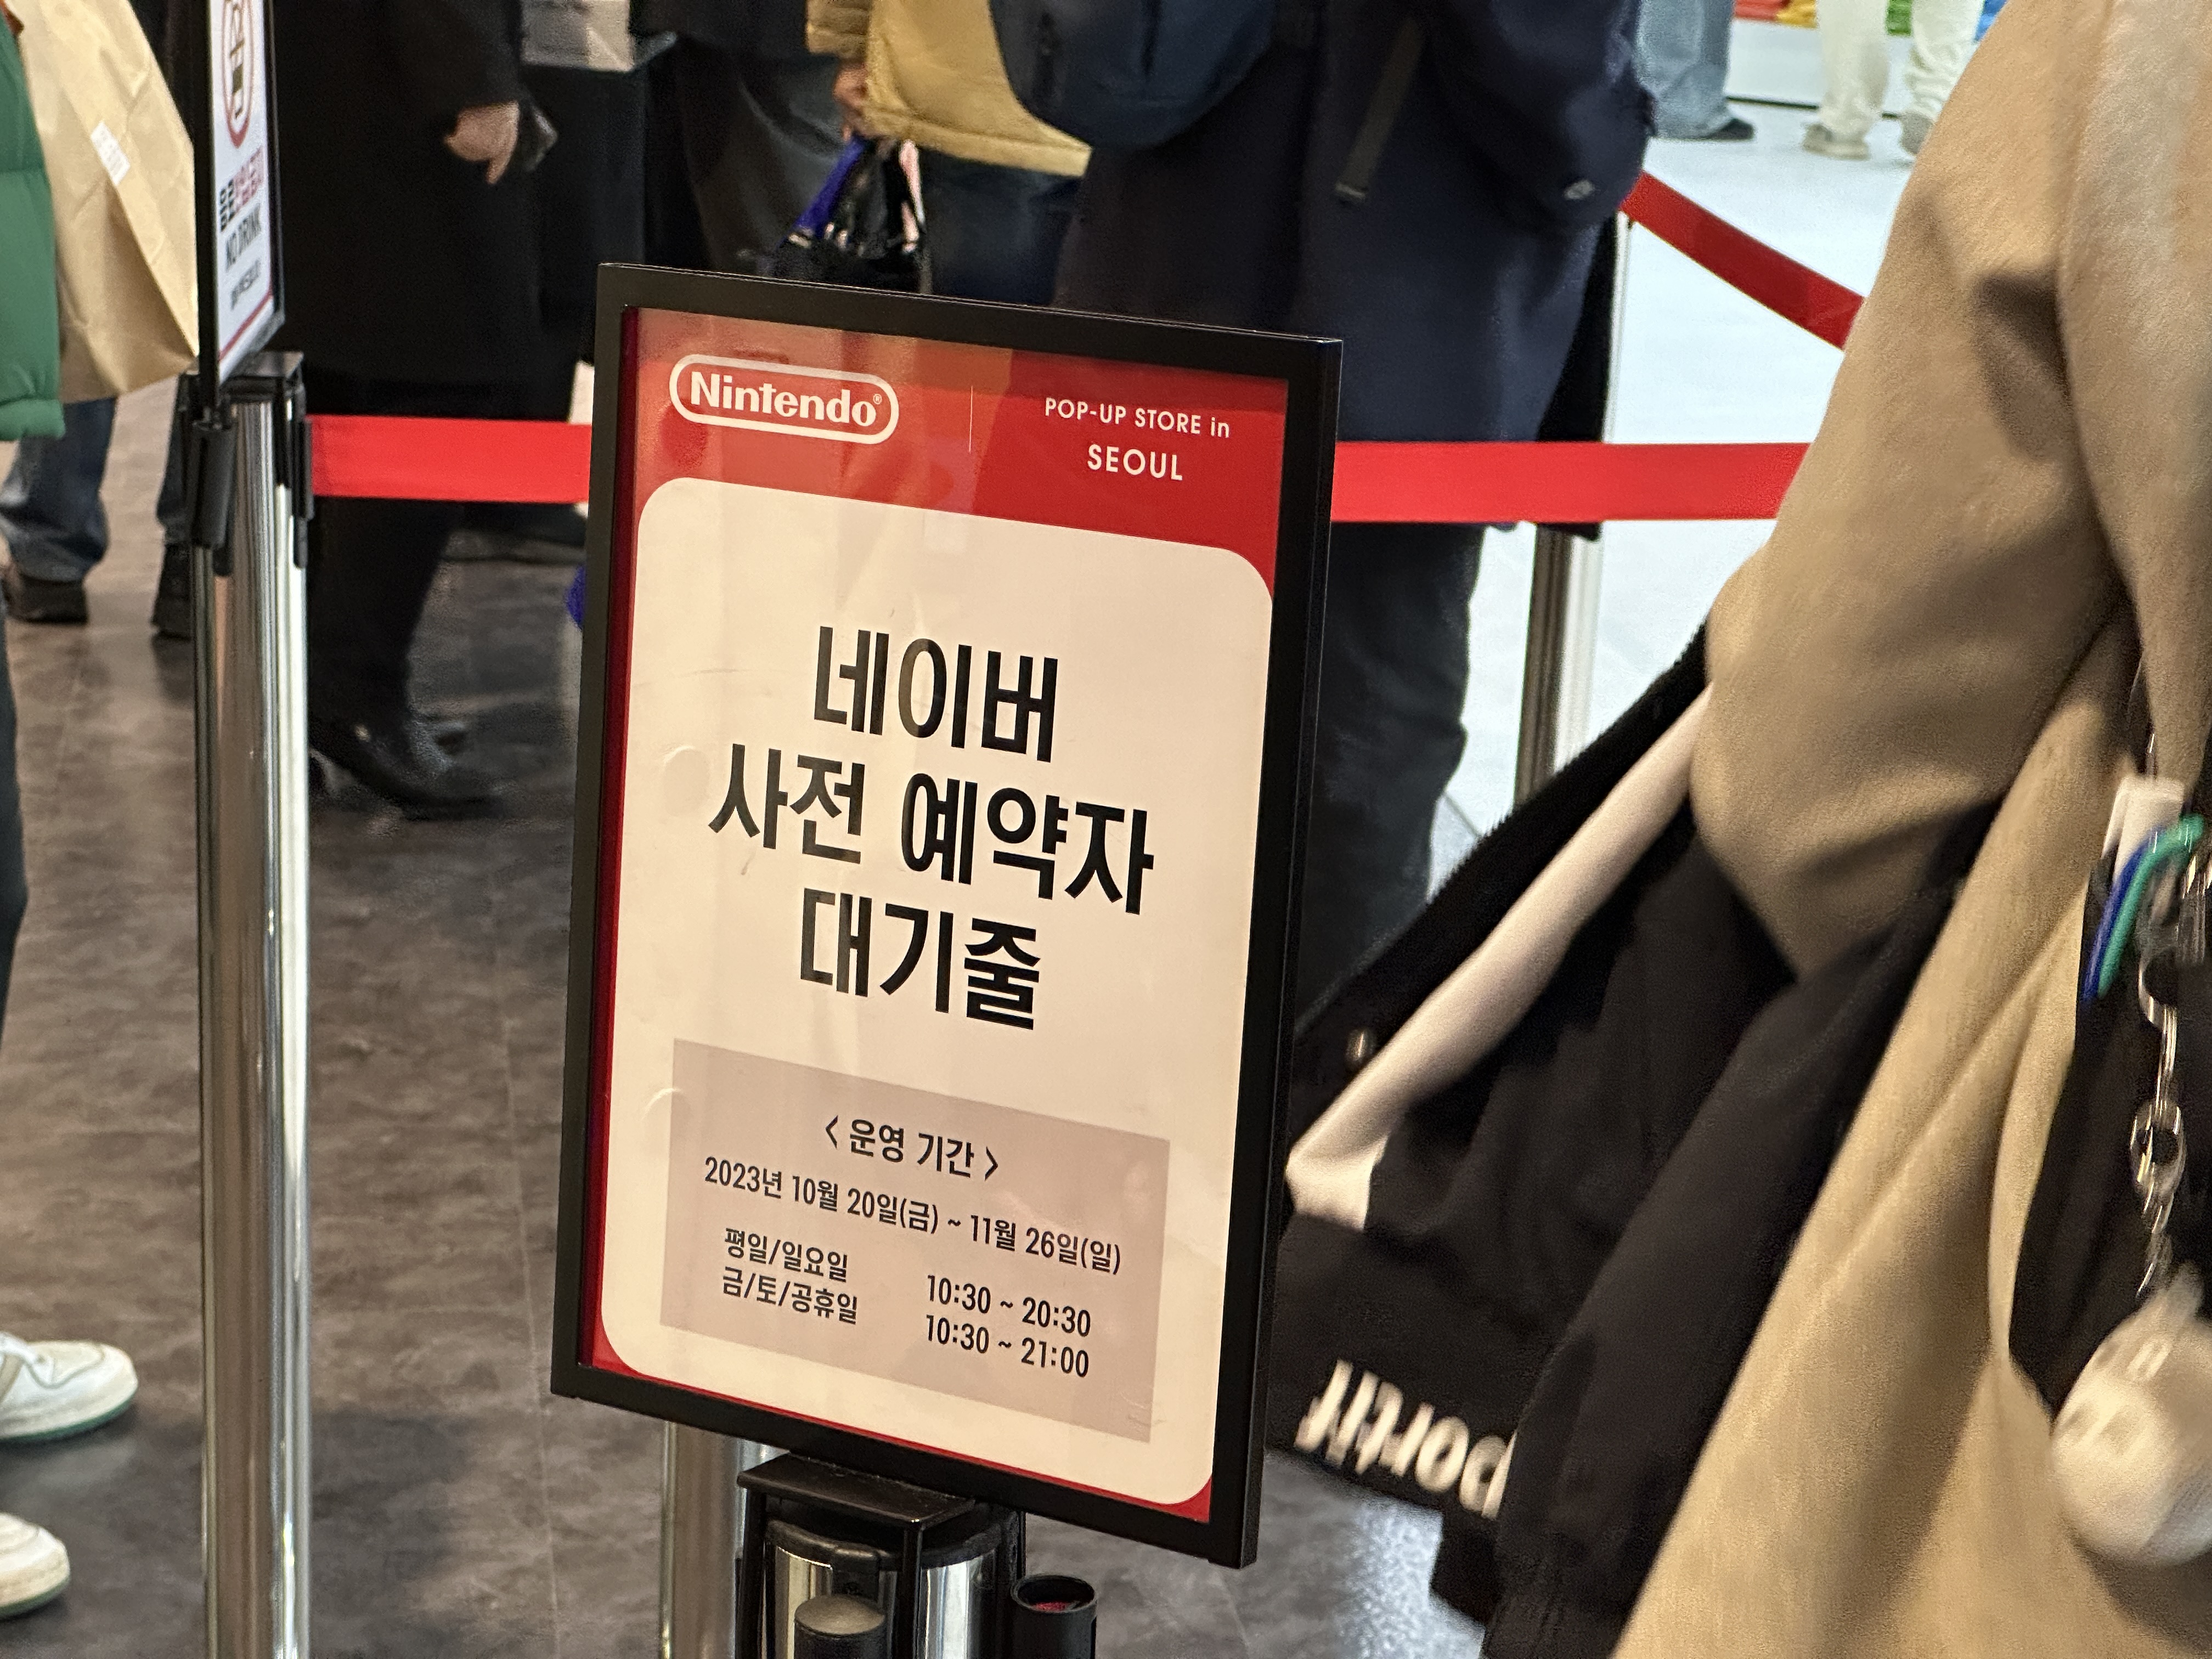 Nintendo®
POP-UP STORE in
SEOUL
네이버
사전 예약자
대기줄
< 운영 기간 >
2023년 10월 20일(금) ~ 11월 26일(일)
평일/일요일 10:30 ~ 20:30
금/토/공휴일 10:30 ~ 21:00
NO DRINK
portif